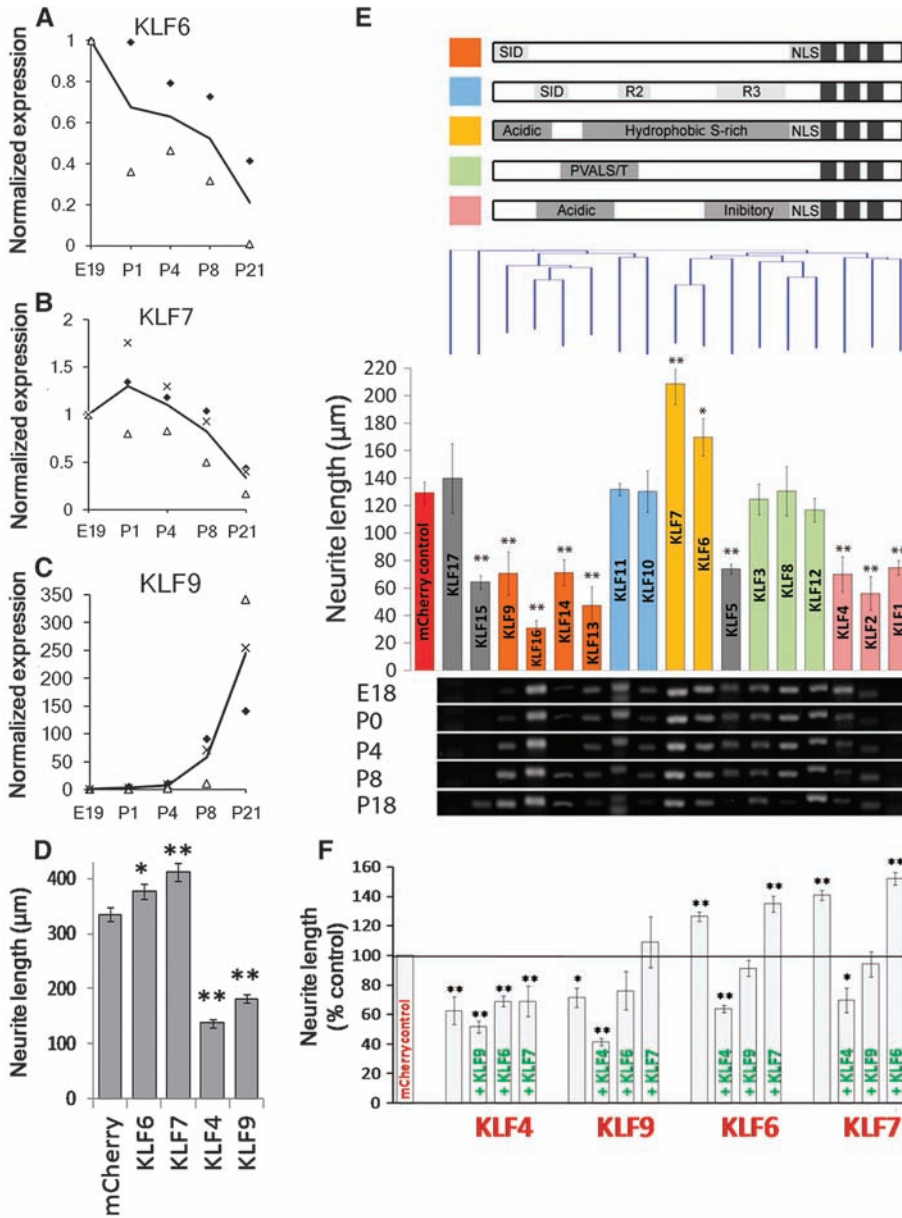 A
KLF6
Normalized expression
1
0.8
0.6
0.4
0.2
0
E19 P1 P4 P8 P21
B
KLF7
Normalized expression
2
1.5
1
0.5
0
E19 P1 P4 P8 P21
C
KLF9
Normalized expression
350
300
250
200
150
100
50
0
E19 P1 P4 P8 P21
D
Neurite length (µm)
400
300
200
100
0
* ** ** **
mCherry KLF6 KLF7 KLF4 KLF9
E
SID NLS
SID R2 R3
Acidic Hydrophobic S-rich NLS
PVALS/T
Acidic Inibitory NLS
Neurite length (µm)
220
200
180
160
140
120
100
80
60
40
20
0
** ** ** ** ** ** * ** ** ** **
mCherry control KLF17 KLF15 KLF9 KLF16 KLF14 KLF13 KLF11 KLF10 KLF7 KLF6 KLF5 KLF3 KLF8 KLF12 KLF4 KLF2 KLF1
E18
P0
P4
P8
P18
F
Neurite length
(% control)
160
140
120
100
80
60
40
20
0
** ** ** ** * ** ** ** ** ** * **
mCherry control
+ KLF9 + KLF6 + KLF7 + KLF4 + KLF6 + KLF7 + KLF4 + KLF9 + KLF7 + KLF4 + KLF9 + KLF6
KLF4 KLF9 KLF6 KLF7